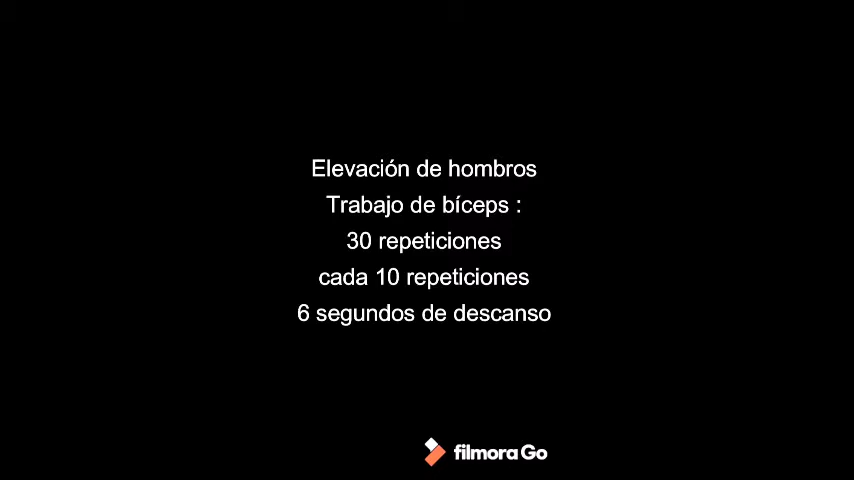 Elevación de hombros
Trabajo de bíceps :
30 repeticiones
cada 10 repeticiones
6 segundos de descanso
filmora Go